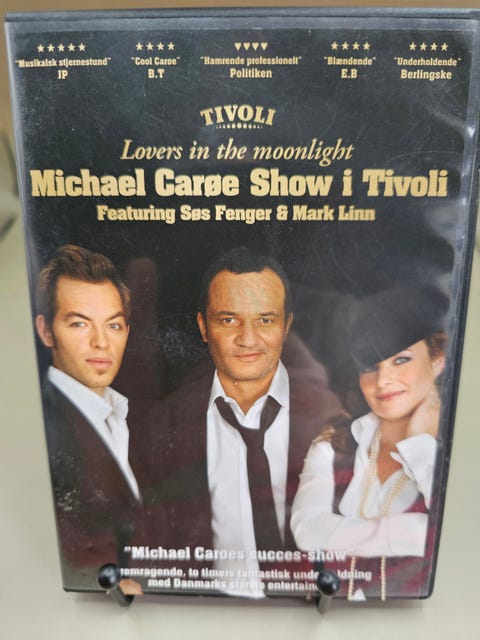 ★★★★★ ★★★★ ♥♥♥♥ ★★★★ ★★★★
"Musikalsk stjernestund" "Cool Carøe" "Hamrende professionelt" "Blændende" "Underholdende"
JP B.T Politiken E.B Berlingske
TIVOLI
Lovers in the moonlight
Michael Carøe Show i Tivoli
Featuring Søs Fenger & Mark Linn
"Michael Carøes succes-show"
to timers fantastisk
med Danmarks